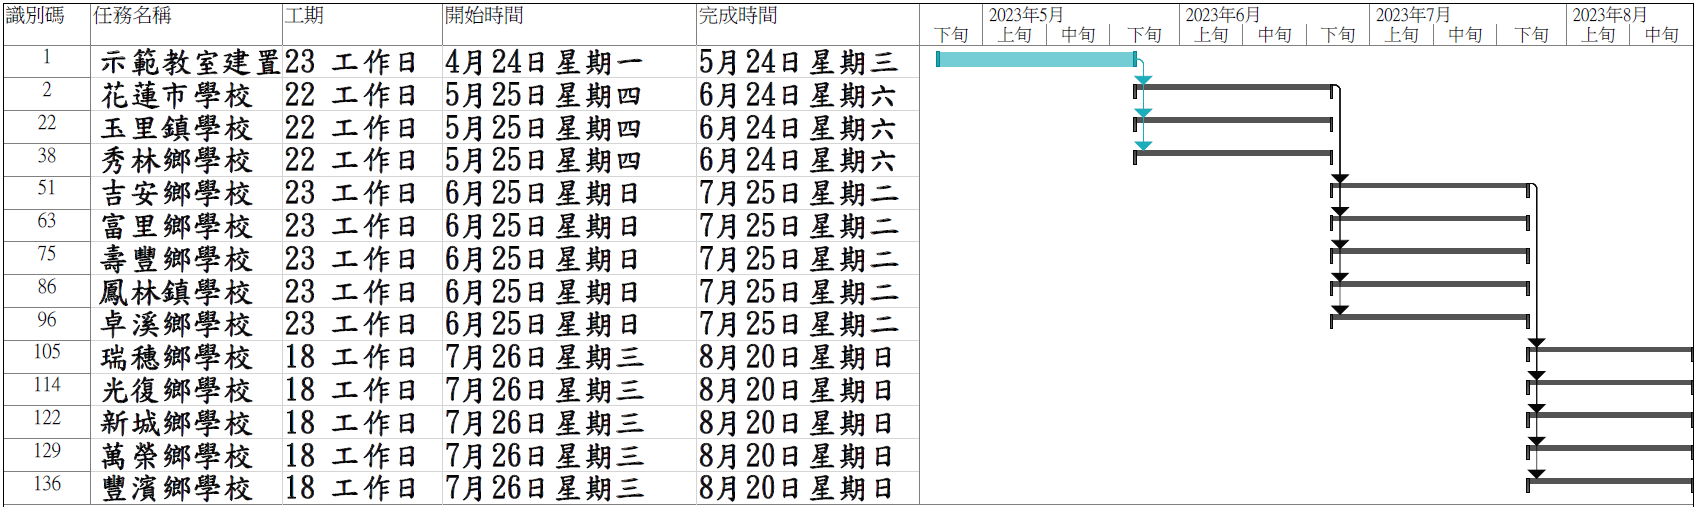 識別碼 任務名稱 工期 開始時間 完成時間 2023年5月 2023年6月 2023年7月 2023年8月
下旬 上旬 中旬 下旬 上旬 中旬 下旬 上旬 中旬 下旬 上旬 中旬
1 示範教室建置 23 工作日 4月24日星期一 5月24日星期三
2 花蓮市學校 22 工作日 5月25日星期四 6月24日星期六
22 玉里鎮學校 22 工作日 5月25日星期四 6月24日星期六
38 秀林鄉學校 22 工作日 5月25日星期四 6月24日星期六
51 吉安鄉學校 23 工作日 6月25日星期日 7月25日星期二
63 富里鄉學校 23 工作日 6月25日星期日 7月25日星期二
75 壽豐鄉學校 23 工作日 6月25日星期日 7月25日星期二
86 鳳林鎮學校 23 工作日 6月25日星期日 7月25日星期二
96 卓溪鄉學校 23 工作日 6月25日星期日 7月25日星期二
105 瑞穗鄉學校 18 工作日 7月26日星期三 8月20日星期日
114 光復鄉學校 18 工作日 7月26日星期三 8月20日星期日
122 新城鄉學校 18 工作日 7月26日星期三 8月20日星期日
129 萬榮鄉學校 18 工作日 7月26日星期三 8月20日星期日
136 豐濱鄉學校 18 工作日 7月26日星期三 8月20日星期日